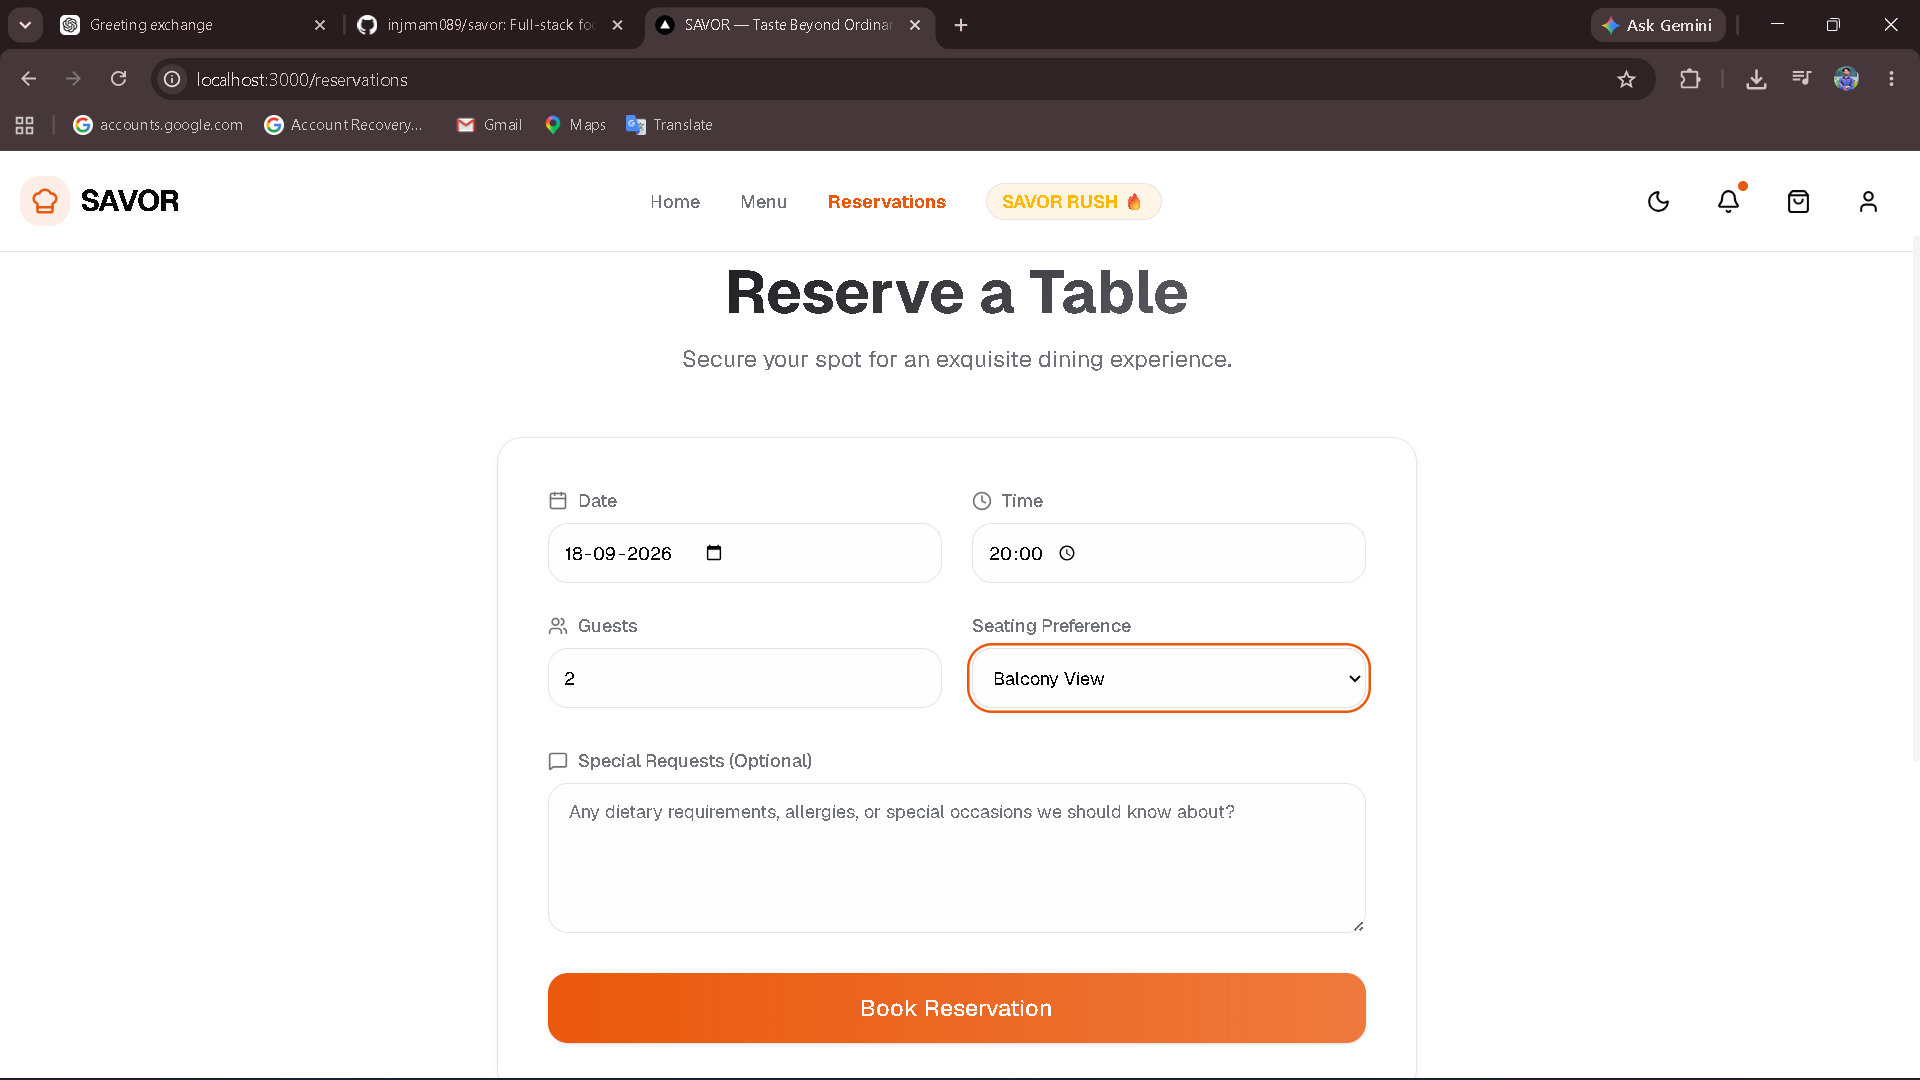 Greeting exchange
injmam089/savor: Full-stack foo
SAVOR — Taste Beyond Ordinar
Ask Gemini
localhost:3000/reservations
accounts.google.com
Account Recovery...
Gmail
Maps
Translate
SAVOR
Home
Menu
Reservations
SAVOR RUSH 🔥
Reserve a Table
Secure your spot for an exquisite dining experience.
Date
Time
18-09-2026
20:00
Guests
Seating Preference
2
Balcony View
Special Requests (Optional)
Any dietary requirements, allergies, or special occasions we should know about?
Book Reservation